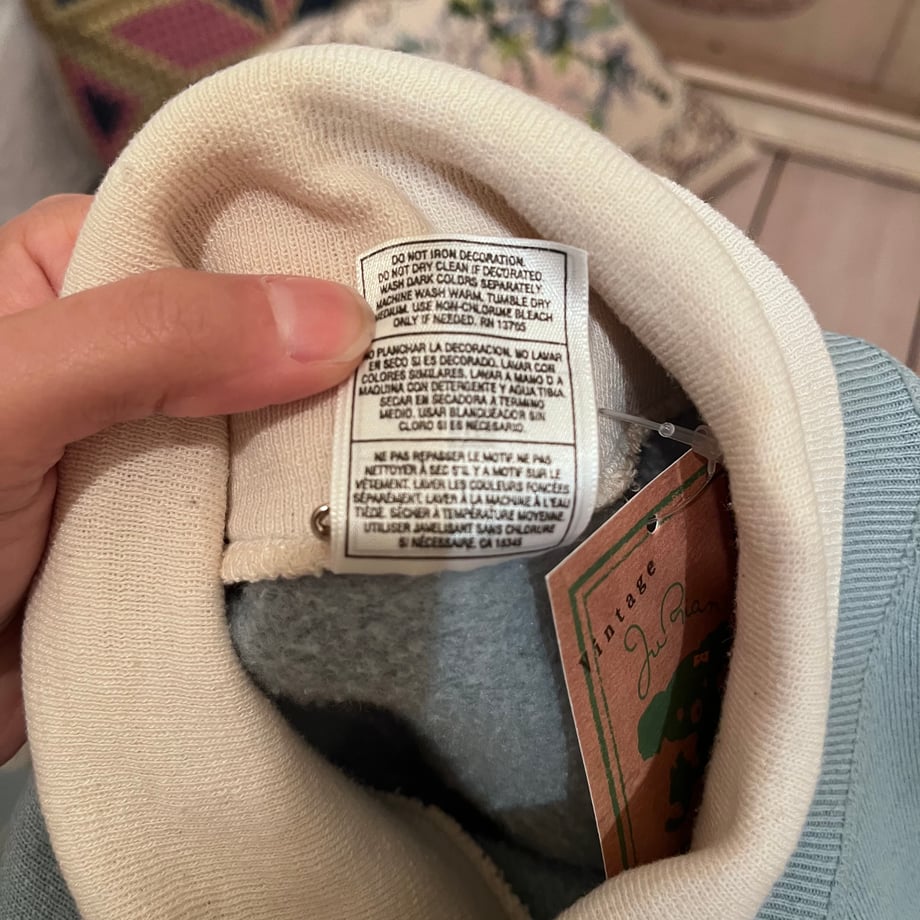 DO NOT IRON DECORATION.
DO NOT DRY CLEAN IF DECORATED.
WASH DARK COLORS SEPARATELY.
MACHINE WASH WARM, TUMBLE DRY
MEDIUM. USE NON-CHLORINE BLEACH
ONLY IF NEEDED. RN 13765
NO PLANCHAR LA DECORACION. NO LAVAR
EN SECO SI ES DECORADO. LAVAR CON
COLORES SIMILARES. LAVAR A MANO O A
MAQUINA CON DETERGENTE Y AGUA TIBIA.
SECAR EN SECADORA A TERMINO
MEDIO. USAR BLANQUEADOR SIN
CLORO SI ES NECESARIO.
NE PAS REPASSER LE MOTIF. NE PAS
NETTOYER À SEC S'IL Y A MOTIF SUR LE
VÊTEMENT. LAVER LES COULEURS FONCÉES
SÉPARÉMENT. LAVER À LA MACHINE À L'EAU
TIÈDE. SÉCHER À TEMPÉRATURE MOYENNE.
UTILISER JAVELISANT SANS CHLORURE
SI NÉCESSAIRE. CA 15345
Vintage